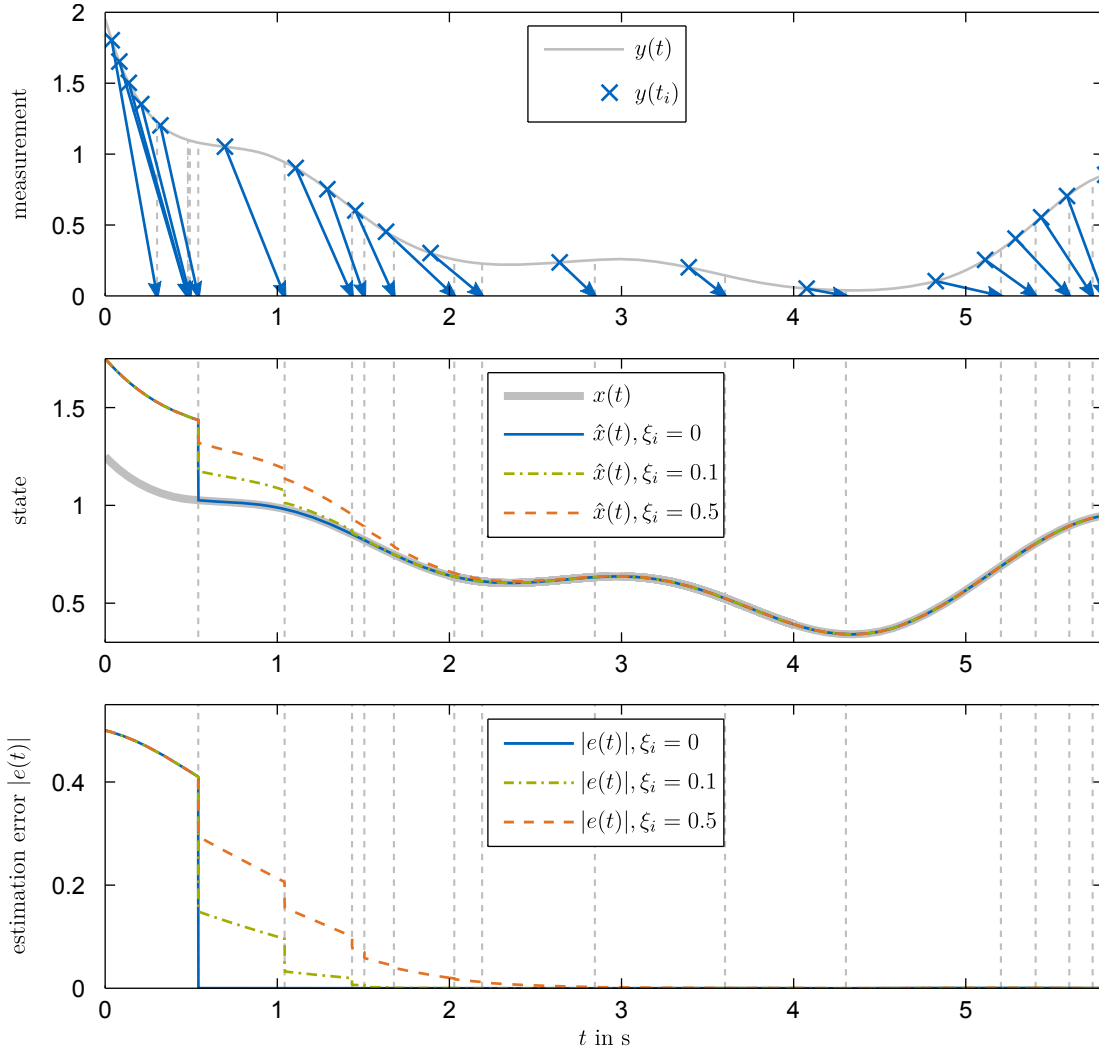 2
1.5
1
0.5
0
measurement
y(t)
y(t_i)
0 1 2 3 4 5
1.5
1
0.5
state
x(t)
x̂(t), ξ_i = 0
x̂(t), ξ_i = 0.1
x̂(t), ξ_i = 0.5
0 1 2 3 4 5
0.4
0.2
0
estimation error |e(t)|
|e(t)|, ξ_i = 0
|e(t)|, ξ_i = 0.1
|e(t)|, ξ_i = 0.5
0 1 2 3 4 5
t in s